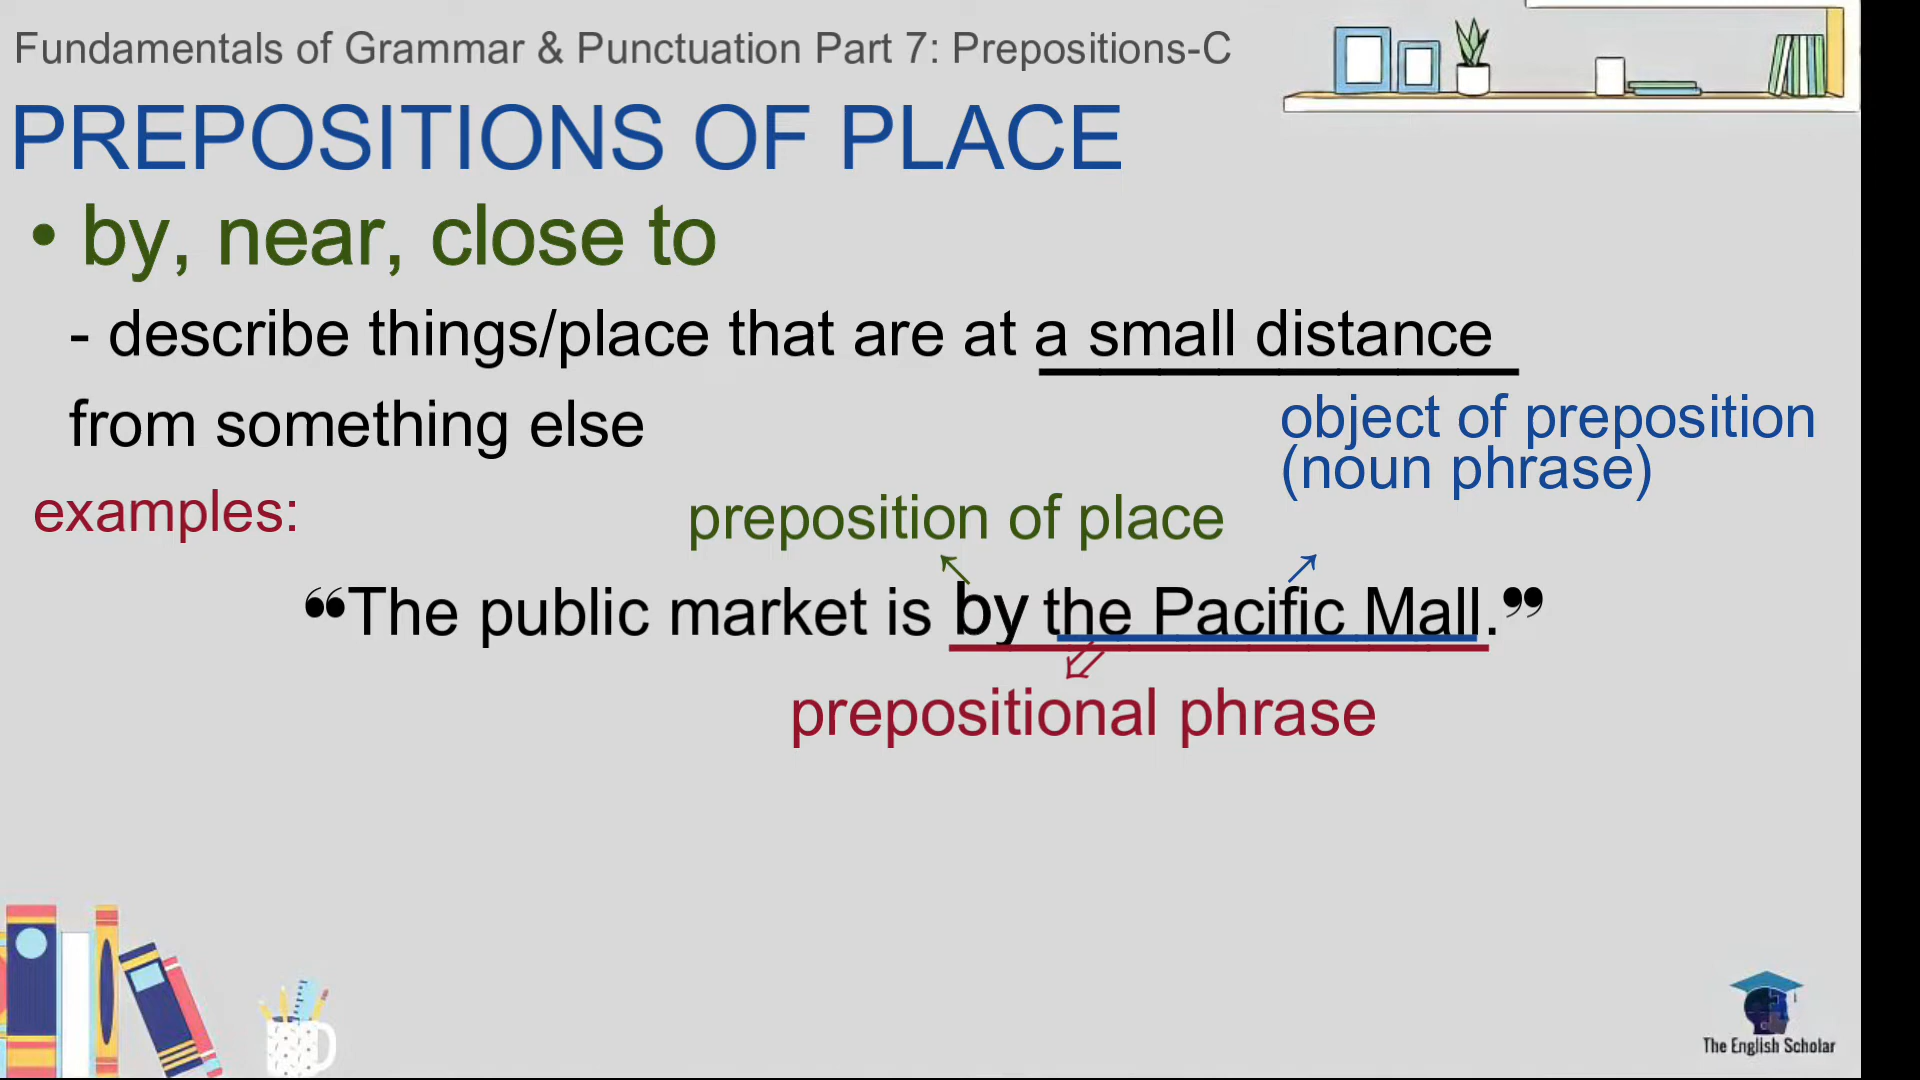 Fundamentals of Grammar & Punctuation Part 7: Prepositions-C
PREPOSITIONS OF PLACE
• by, near, close to
- describe things/place that are at a small distance
from something else
object of preposition
(noun phrase)
examples:
preposition of place
❝The public market is by the Pacific Mall.❞
prepositional phrase
The English Scholar